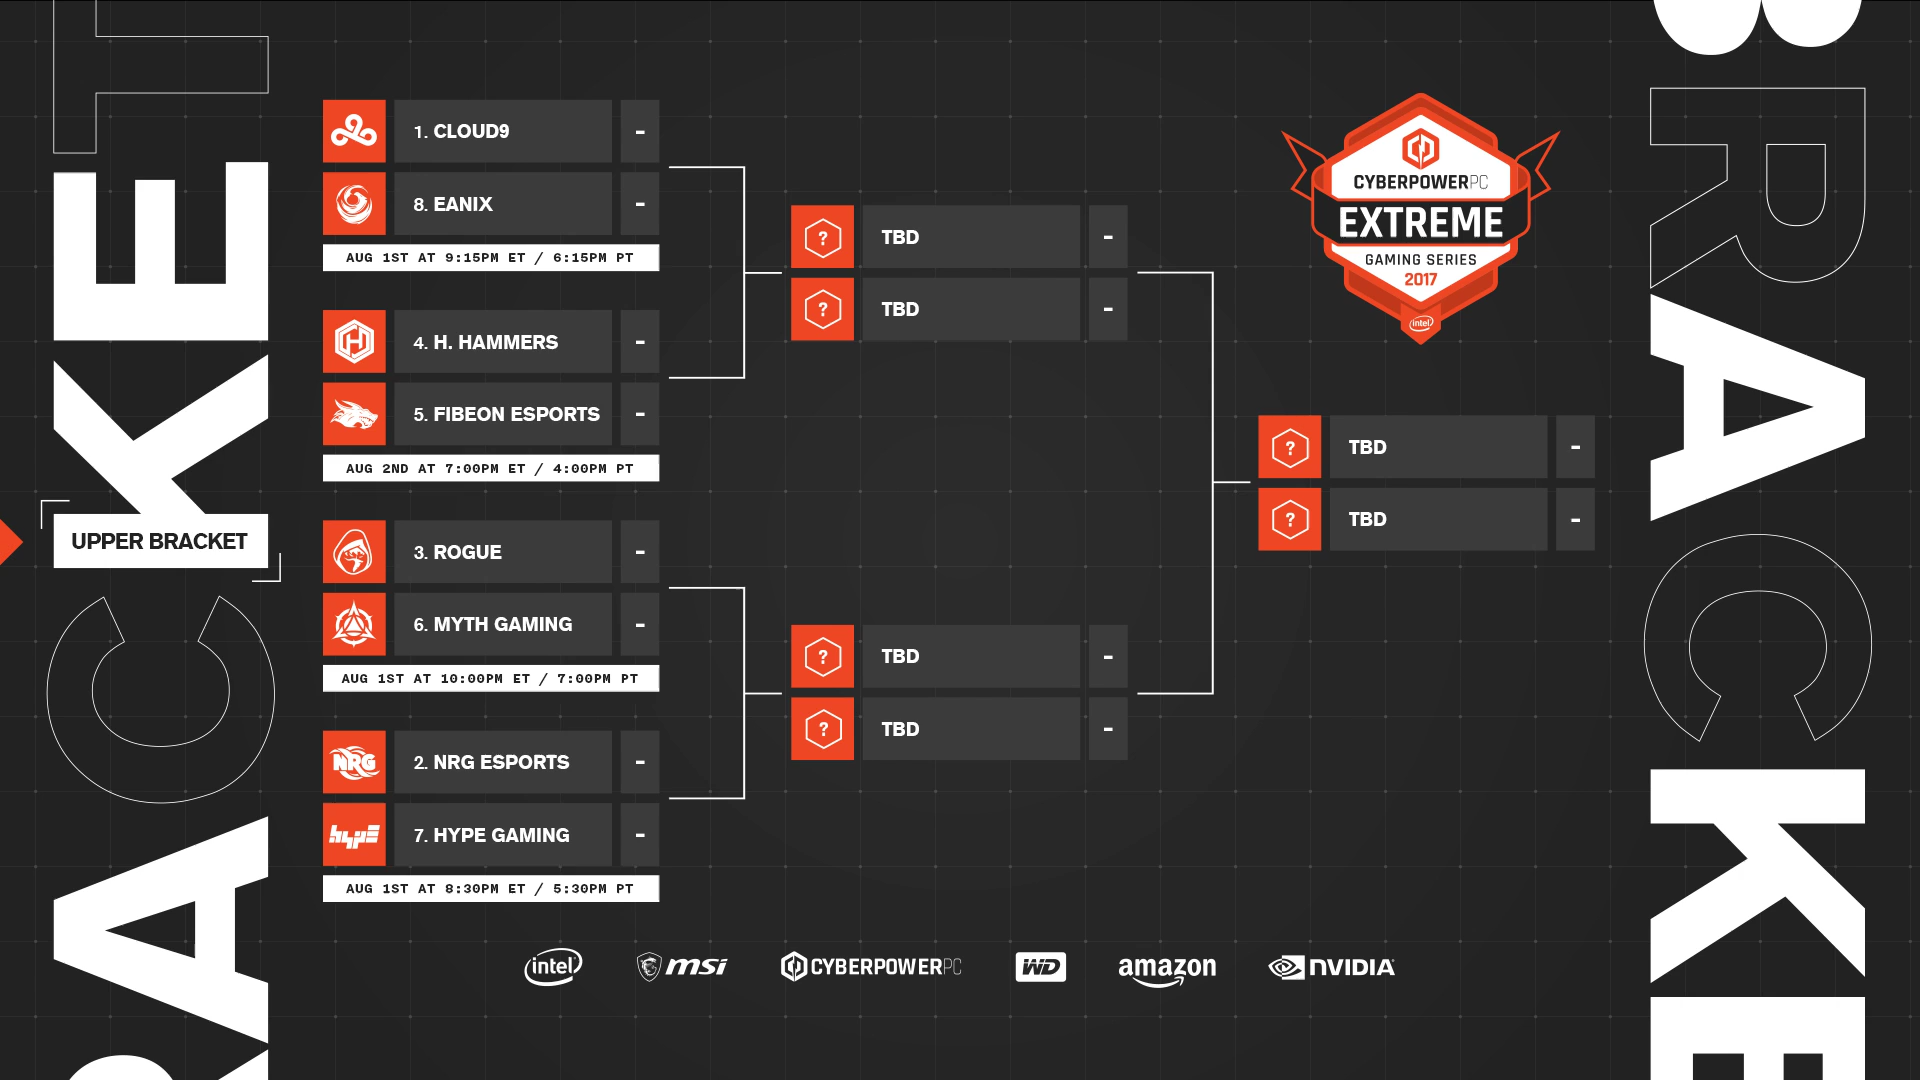 BRACKET
UPPER BRACKET
1. CLOUD9 -
8. EANIX -
AUG 1ST AT 9:15PM ET / 6:15PM PT
4. H. HAMMERS -
5. FIBEON ESPORTS -
AUG 2ND AT 7:00PM ET / 4:00PM PT
3. ROGUE -
6. MYTH GAMING -
AUG 1ST AT 10:00PM ET / 7:00PM PT
NRG
2. NRG ESPORTS -
hype
7. HYPE GAMING -
AUG 1ST AT 8:30PM ET / 5:30PM PT
? TBD -
? TBD -
? TBD -
? TBD -
CYBERPOWERPC
EXTREME
GAMING SERIES
2017
intel
? TBD -
? TBD -
intel msi CYBERPOWERPC WD amazon NVIDIA
BRACKE